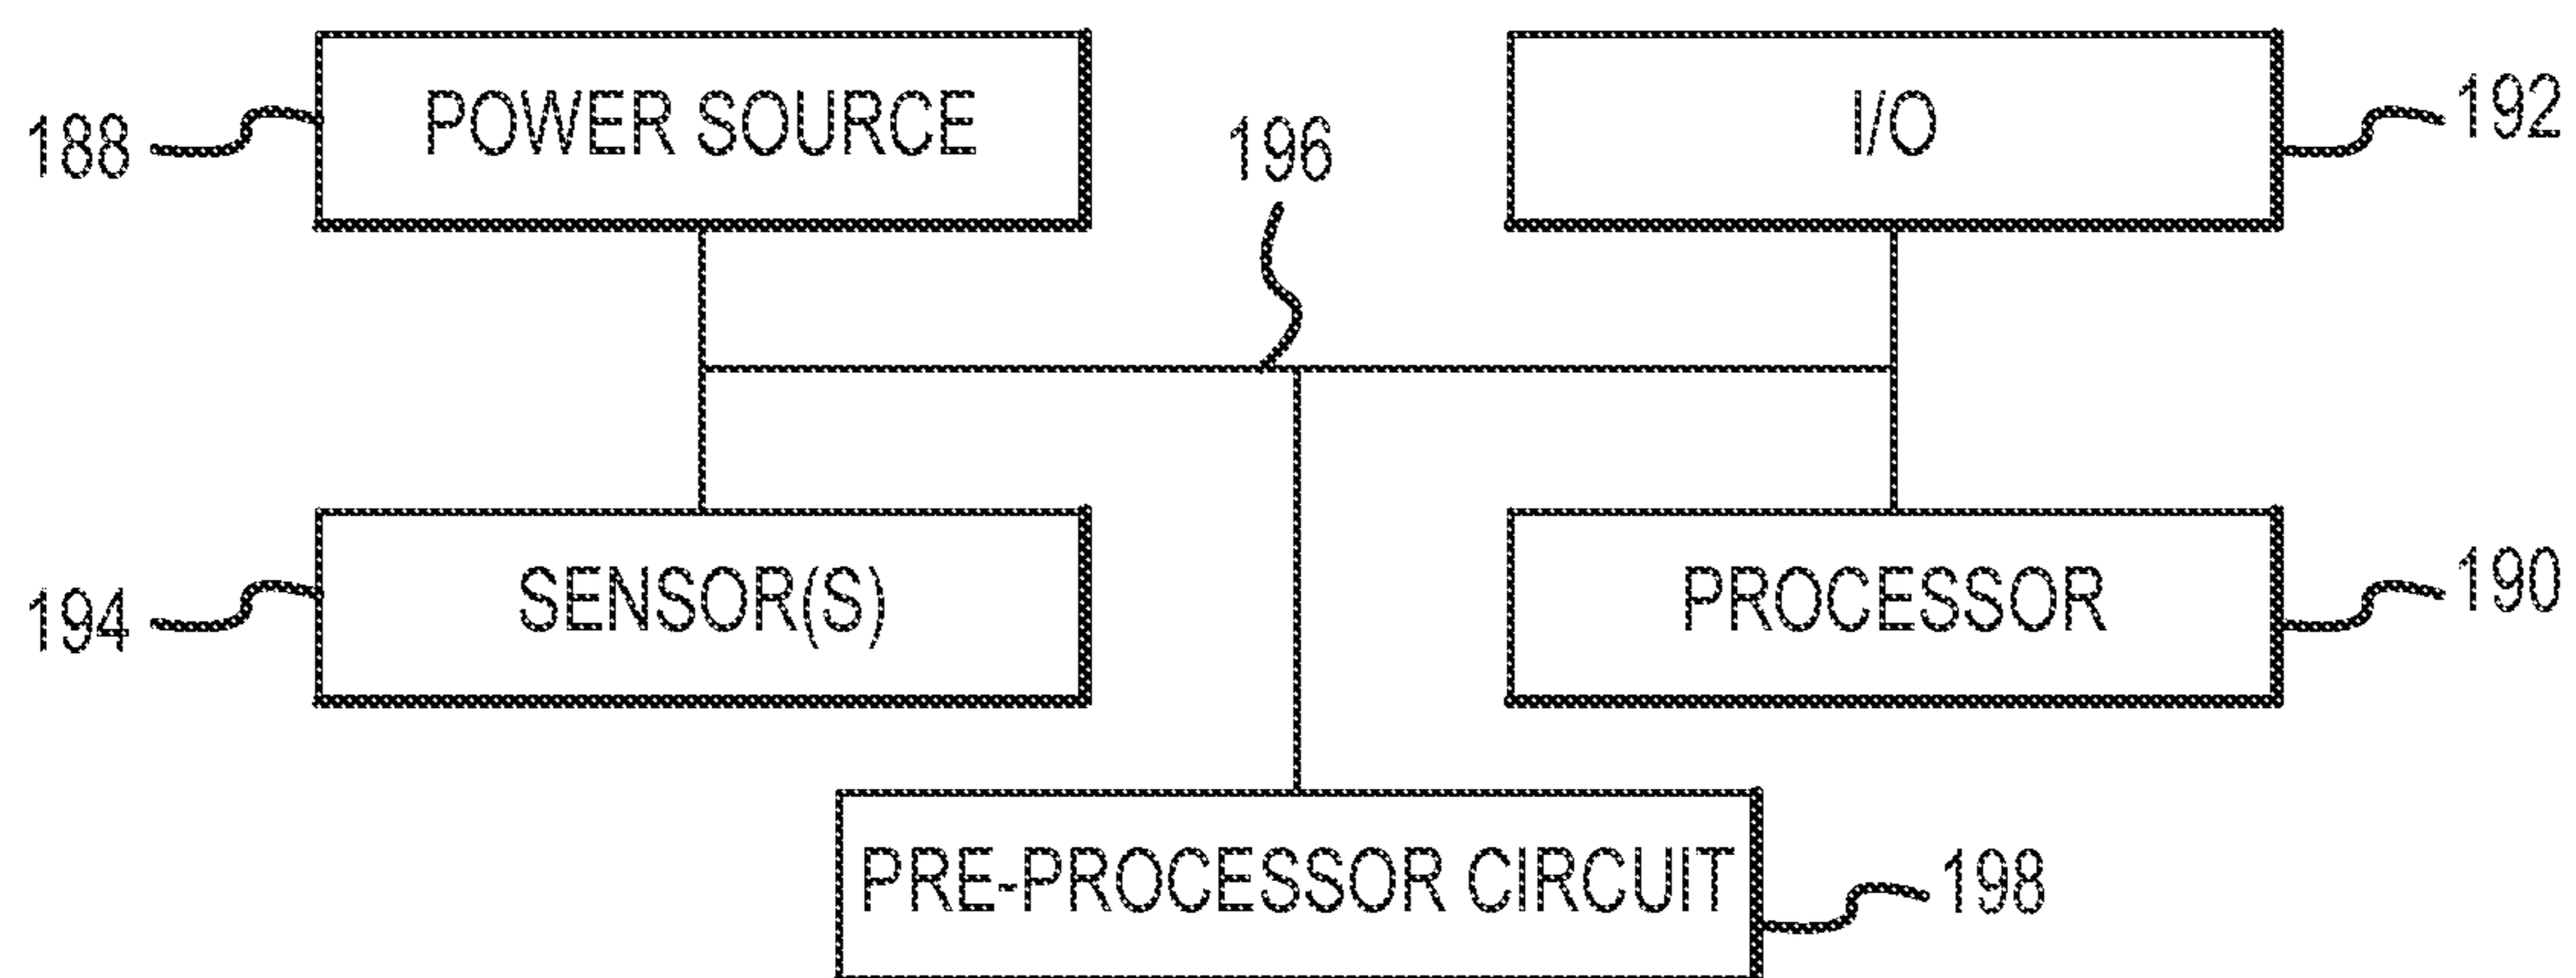 188
POWER SOURCE
196
I/O
192
194
SENSOR(S)
PROCESSOR
190
PRE-PROCESSOR CIRCUIT
198